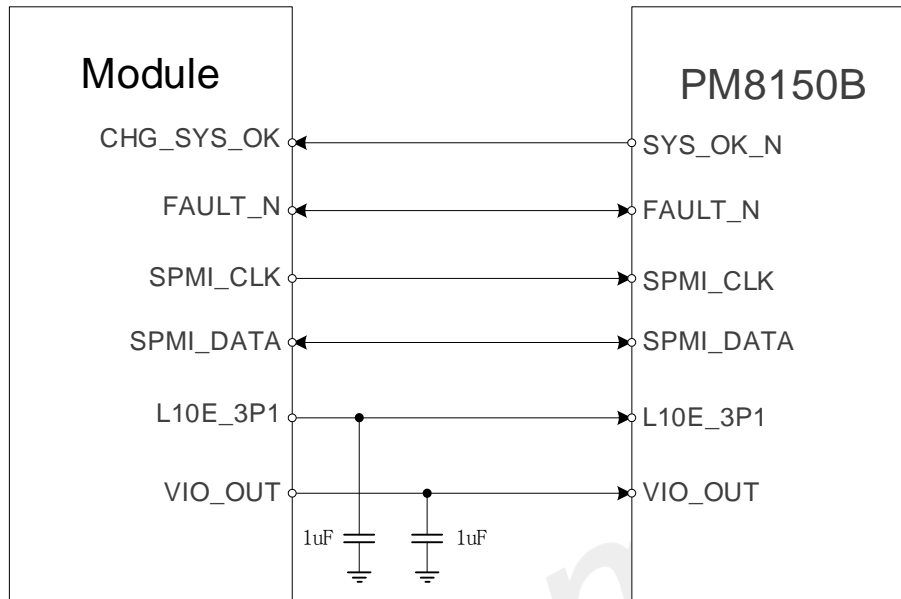 Module
PM8150B
CHG_SYS_OK
SYS_OK_N
FAULT_N
FAULT_N
SPMI_CLK
SPMI_CLK
SPMI_DATA
SPMI_DATA
L10E_3P1
L10E_3P1
VIO_OUT
VIO_OUT
1uF
1uF